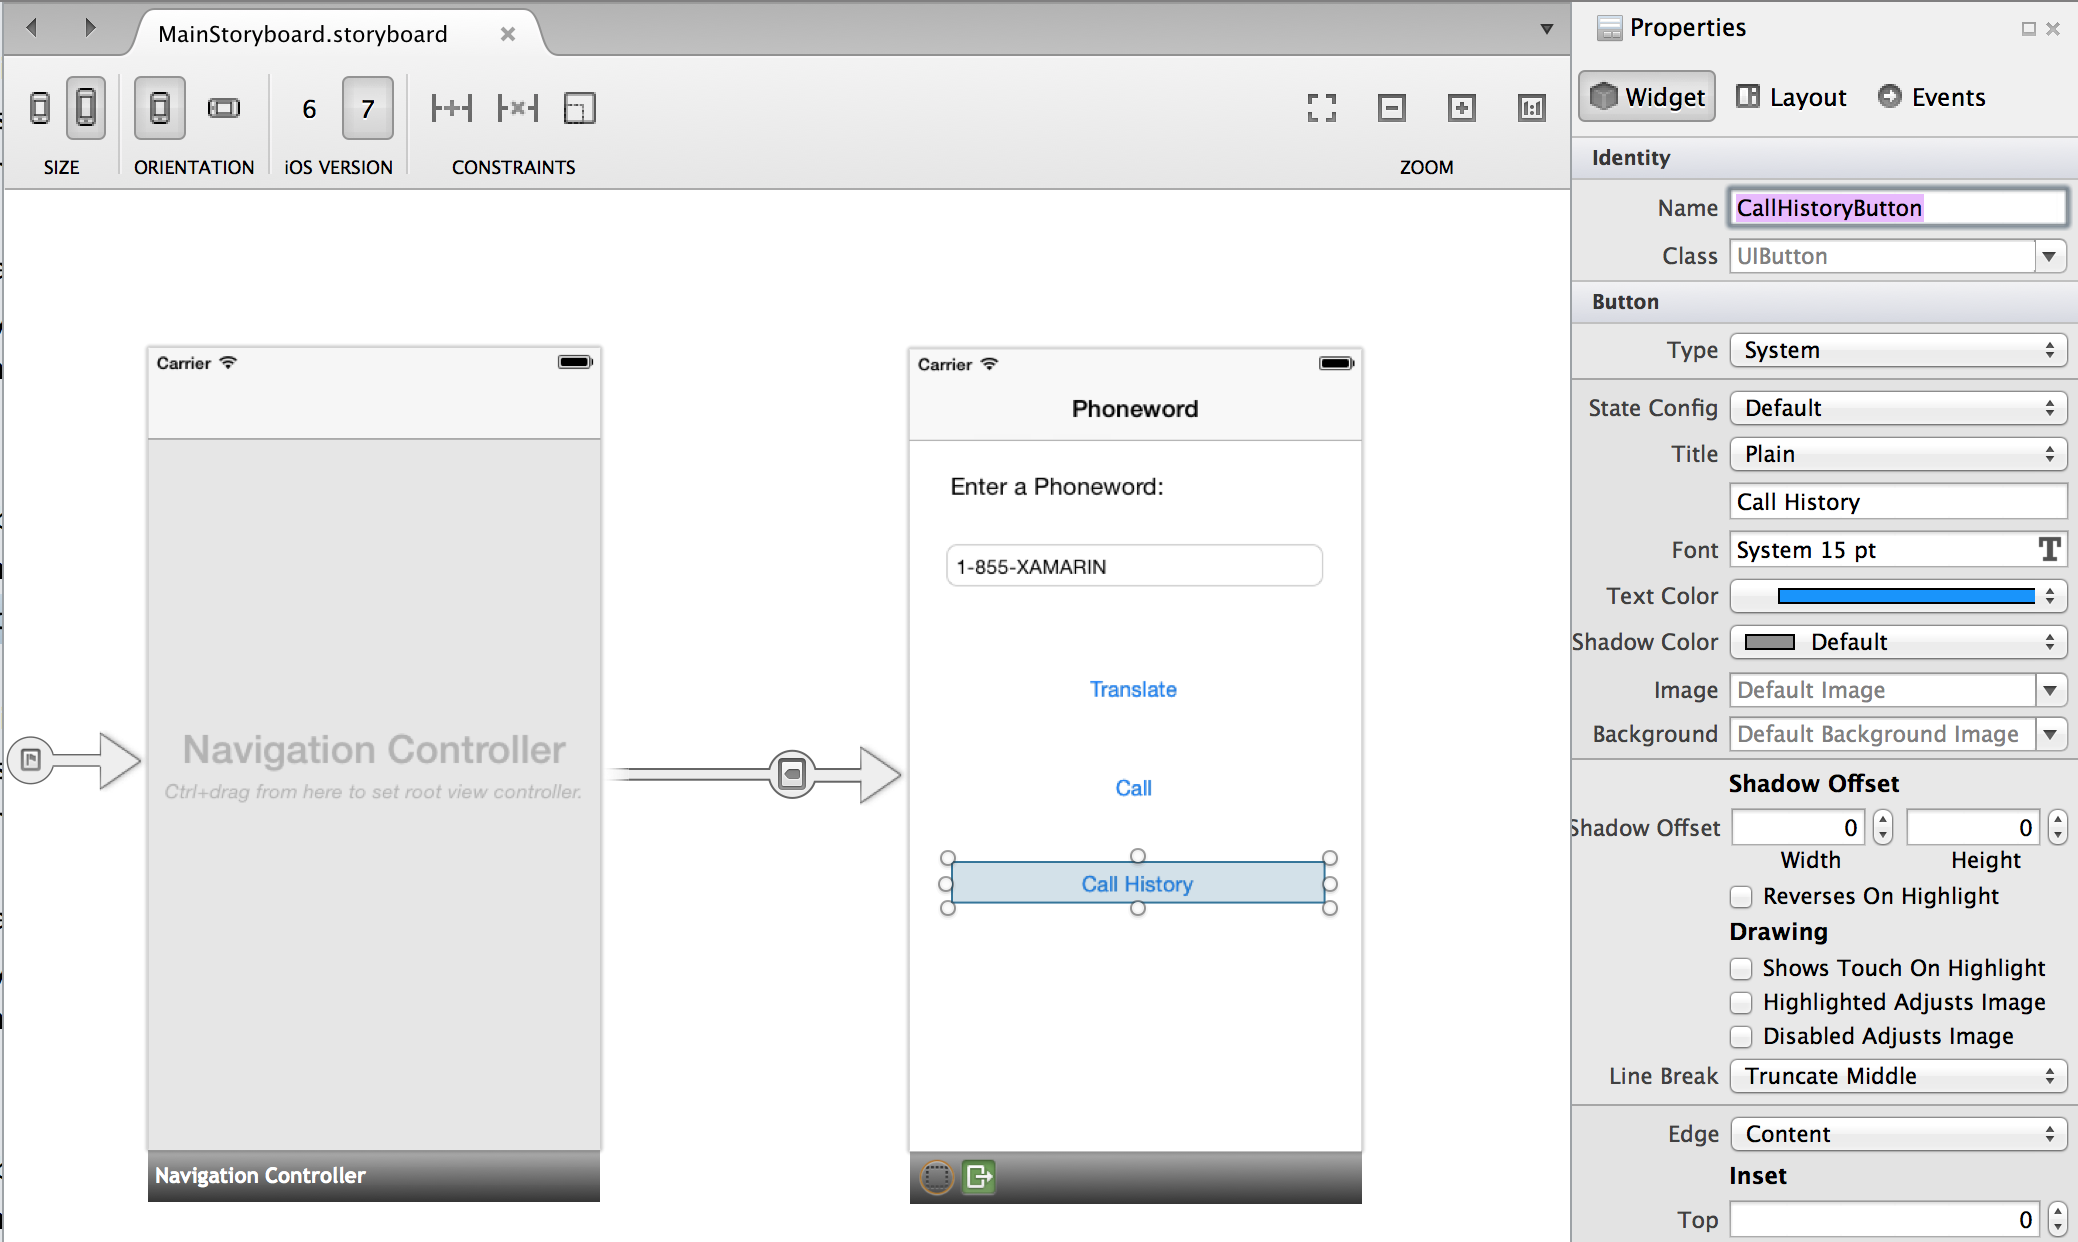 MainStoryboard.storyboard
6 7
SIZE ORIENTATION iOS VERSION CONSTRAINTS ZOOM
1:1
Carrier
Navigation Controller
Ctrl+drag from here to set root view controller.
Navigation Controller
Carrier
Phoneword
Enter a Phoneword:
1-855-XAMARIN
Translate
Call
Call History
Properties
Widget Layout Events
Identity
Name CallHistoryButton
Class UIButton
Button
Type System
State Config Default
Title Plain
Call History
Font System 15 pt T
Text Color
Shadow Color Default
Image Default Image
Background Default Background Image
Shadow Offset
Shadow Offset 0 0
Width Height
Reverses On Highlight
Drawing
Shows Touch On Highlight
Highlighted Adjusts Image
Disabled Adjusts Image
Line Break Truncate Middle
Edge Content
Inset
Top 0